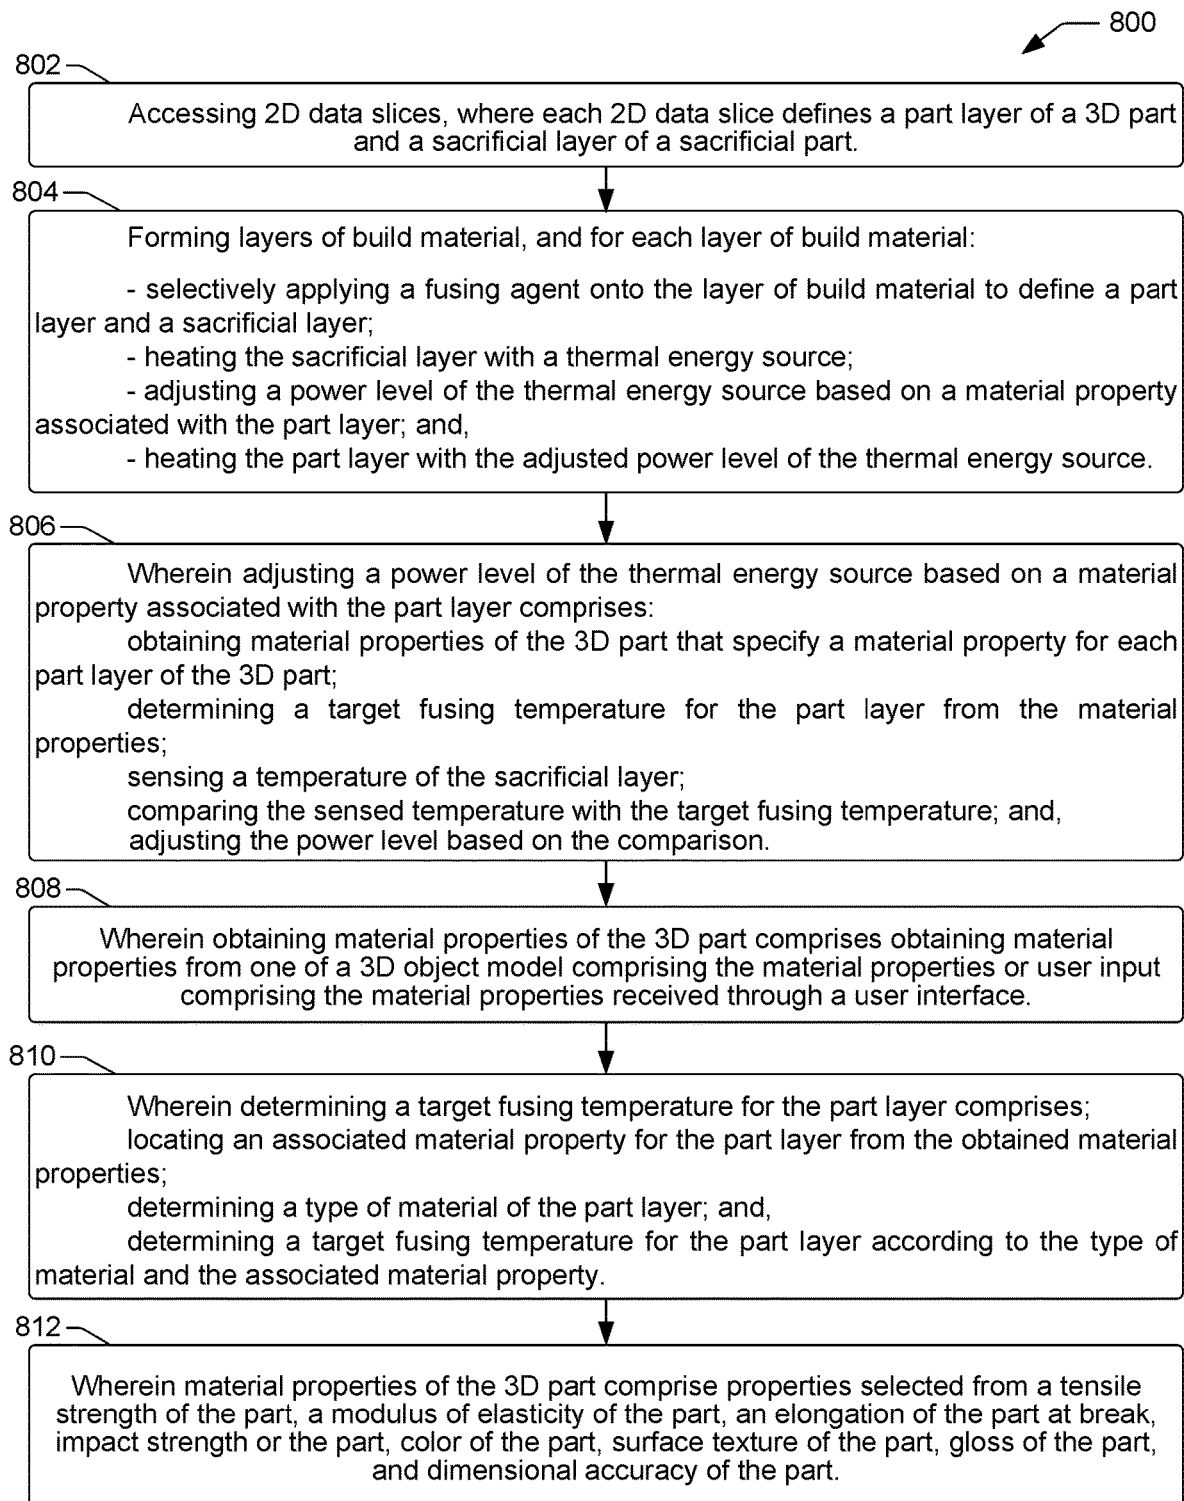 800
802
Accessing 2D data slices, where each 2D data slice defines a part layer of a 3D part
and a sacrificial layer of a sacrificial part.
804
Forming layers of build material, and for each layer of build material:
- selectively applying a fusing agent onto the layer of build material to define a part
layer and a sacrificial layer;
- heating the sacrificial layer with a thermal energy source;
- adjusting a power level of the thermal energy source based on a material property
associated with the part layer; and,
- heating the part layer with the adjusted power level of the thermal energy source.
806
Wherein adjusting a power level of the thermal energy source based on a material
property associated with the part layer comprises:
obtaining material properties of the 3D part that specify a material property for each
part layer of the 3D part;
determining a target fusing temperature for the part layer from the material
properties;
sensing a temperature of the sacrificial layer;
comparing the sensed temperature with the target fusing temperature; and,
adjusting the power level based on the comparison.
808
Wherein obtaining material properties of the 3D part comprises obtaining material
properties from one of a 3D object model comprising the material properties or user input
comprising the material properties received through a user interface.
810
Wherein determining a target fusing temperature for the part layer comprises;
locating an associated material property for the part layer from the obtained material
properties;
determining a type of material of the part layer; and,
determining a target fusing temperature for the part layer according to the type of
material and the associated material property.
812
Wherein material properties of the 3D part comprise properties selected from a tensile
strength of the part, a modulus of elasticity of the part, an elongation of the part at break,
impact strength or the part, color of the part, surface texture of the part, gloss of the part,
and dimensional accuracy of the part.